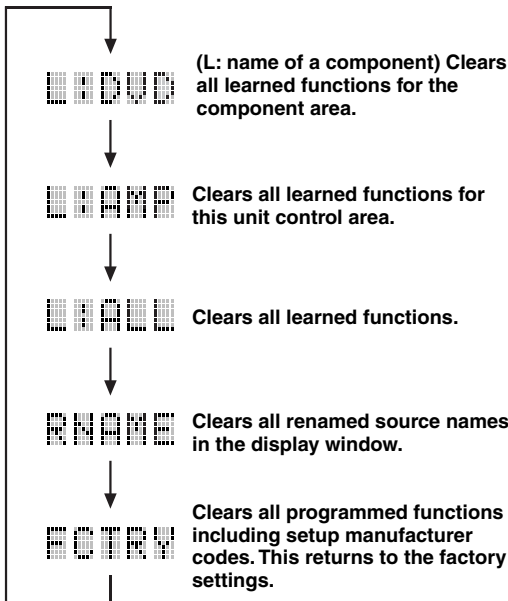 L:DVD
(L: name of a component) Clears
all learned functions for the
component area.
L:AMP
Clears all learned functions for
this unit control area.
L:ALL
Clears all learned functions.
RNAME
Clears all renamed source names
in the display window.
FCTRY
Clears all programmed functions
including setup manufacturer
codes. This returns to the factory
settings.